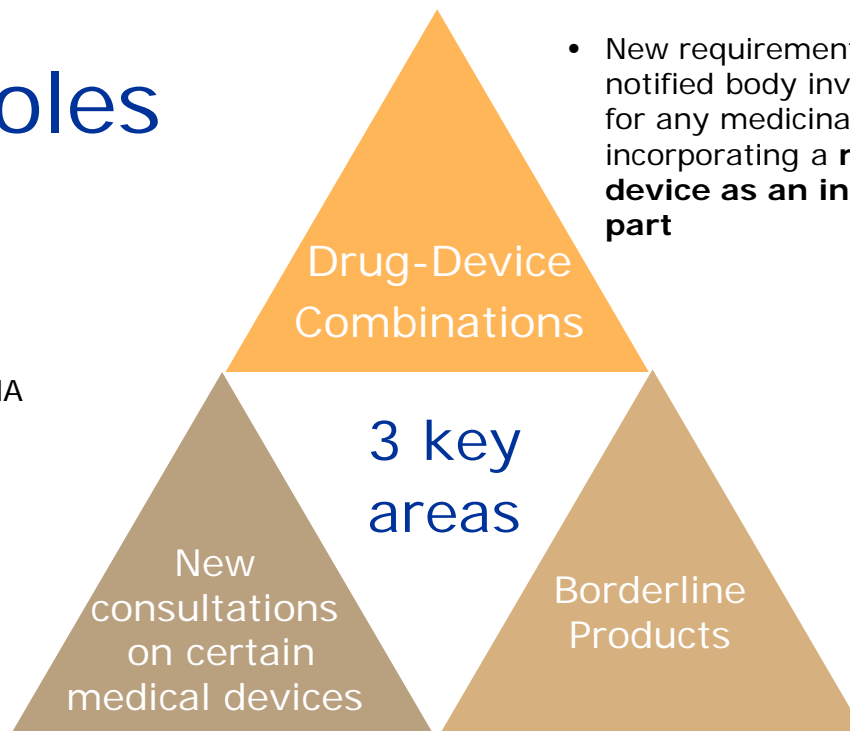 oles
• New requirement
notified body inv
for any medicina
incorporating a
device as an in
part
Drug-Device
Combinations
3 key
areas
New
consultations
on certain
medical devices
Borderline
Products